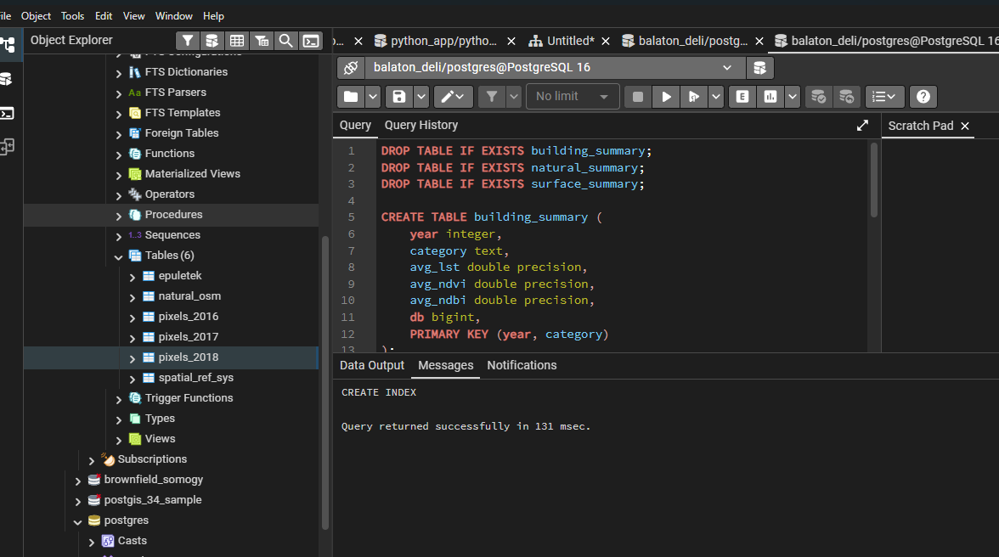 ile Object Tools Edit View Window Help
Object Explorer
python_app/pytho...
Untitled*
balaton_deli/postg...
balaton_deli/postgres@PostgreSQL 16
balaton_deli/postgres@PostgreSQL 16
No limit
E
FTS Configurations
FTS Dictionaries
Aa FTS Parsers
FTS Templates
Foreign Tables
Functions
Materialized Views
Operators
Procedures
1..3 Sequences
Tables (6)
epuletek
natural_osm
pixels_2016
pixels_2017
pixels_2018
spatial_ref_sys
Trigger Functions
Types
Views
Subscriptions
brownfield_somogy
postgis_34_sample
postgres
Casts
Query Query History
Scratch Pad
1 DROP TABLE IF EXISTS building_summary;
2 DROP TABLE IF EXISTS natural_summary;
3 DROP TABLE IF EXISTS surface_summary;
4
5 CREATE TABLE building_summary (
6 year integer,
7 category text,
8 avg_lst double precision,
9 avg_ndvi double precision,
10 avg_ndbi double precision,
11 db bigint,
12 PRIMARY KEY (year, category)
13 );
Data Output Messages Notifications
CREATE INDEX
Query returned successfully in 131 msec.